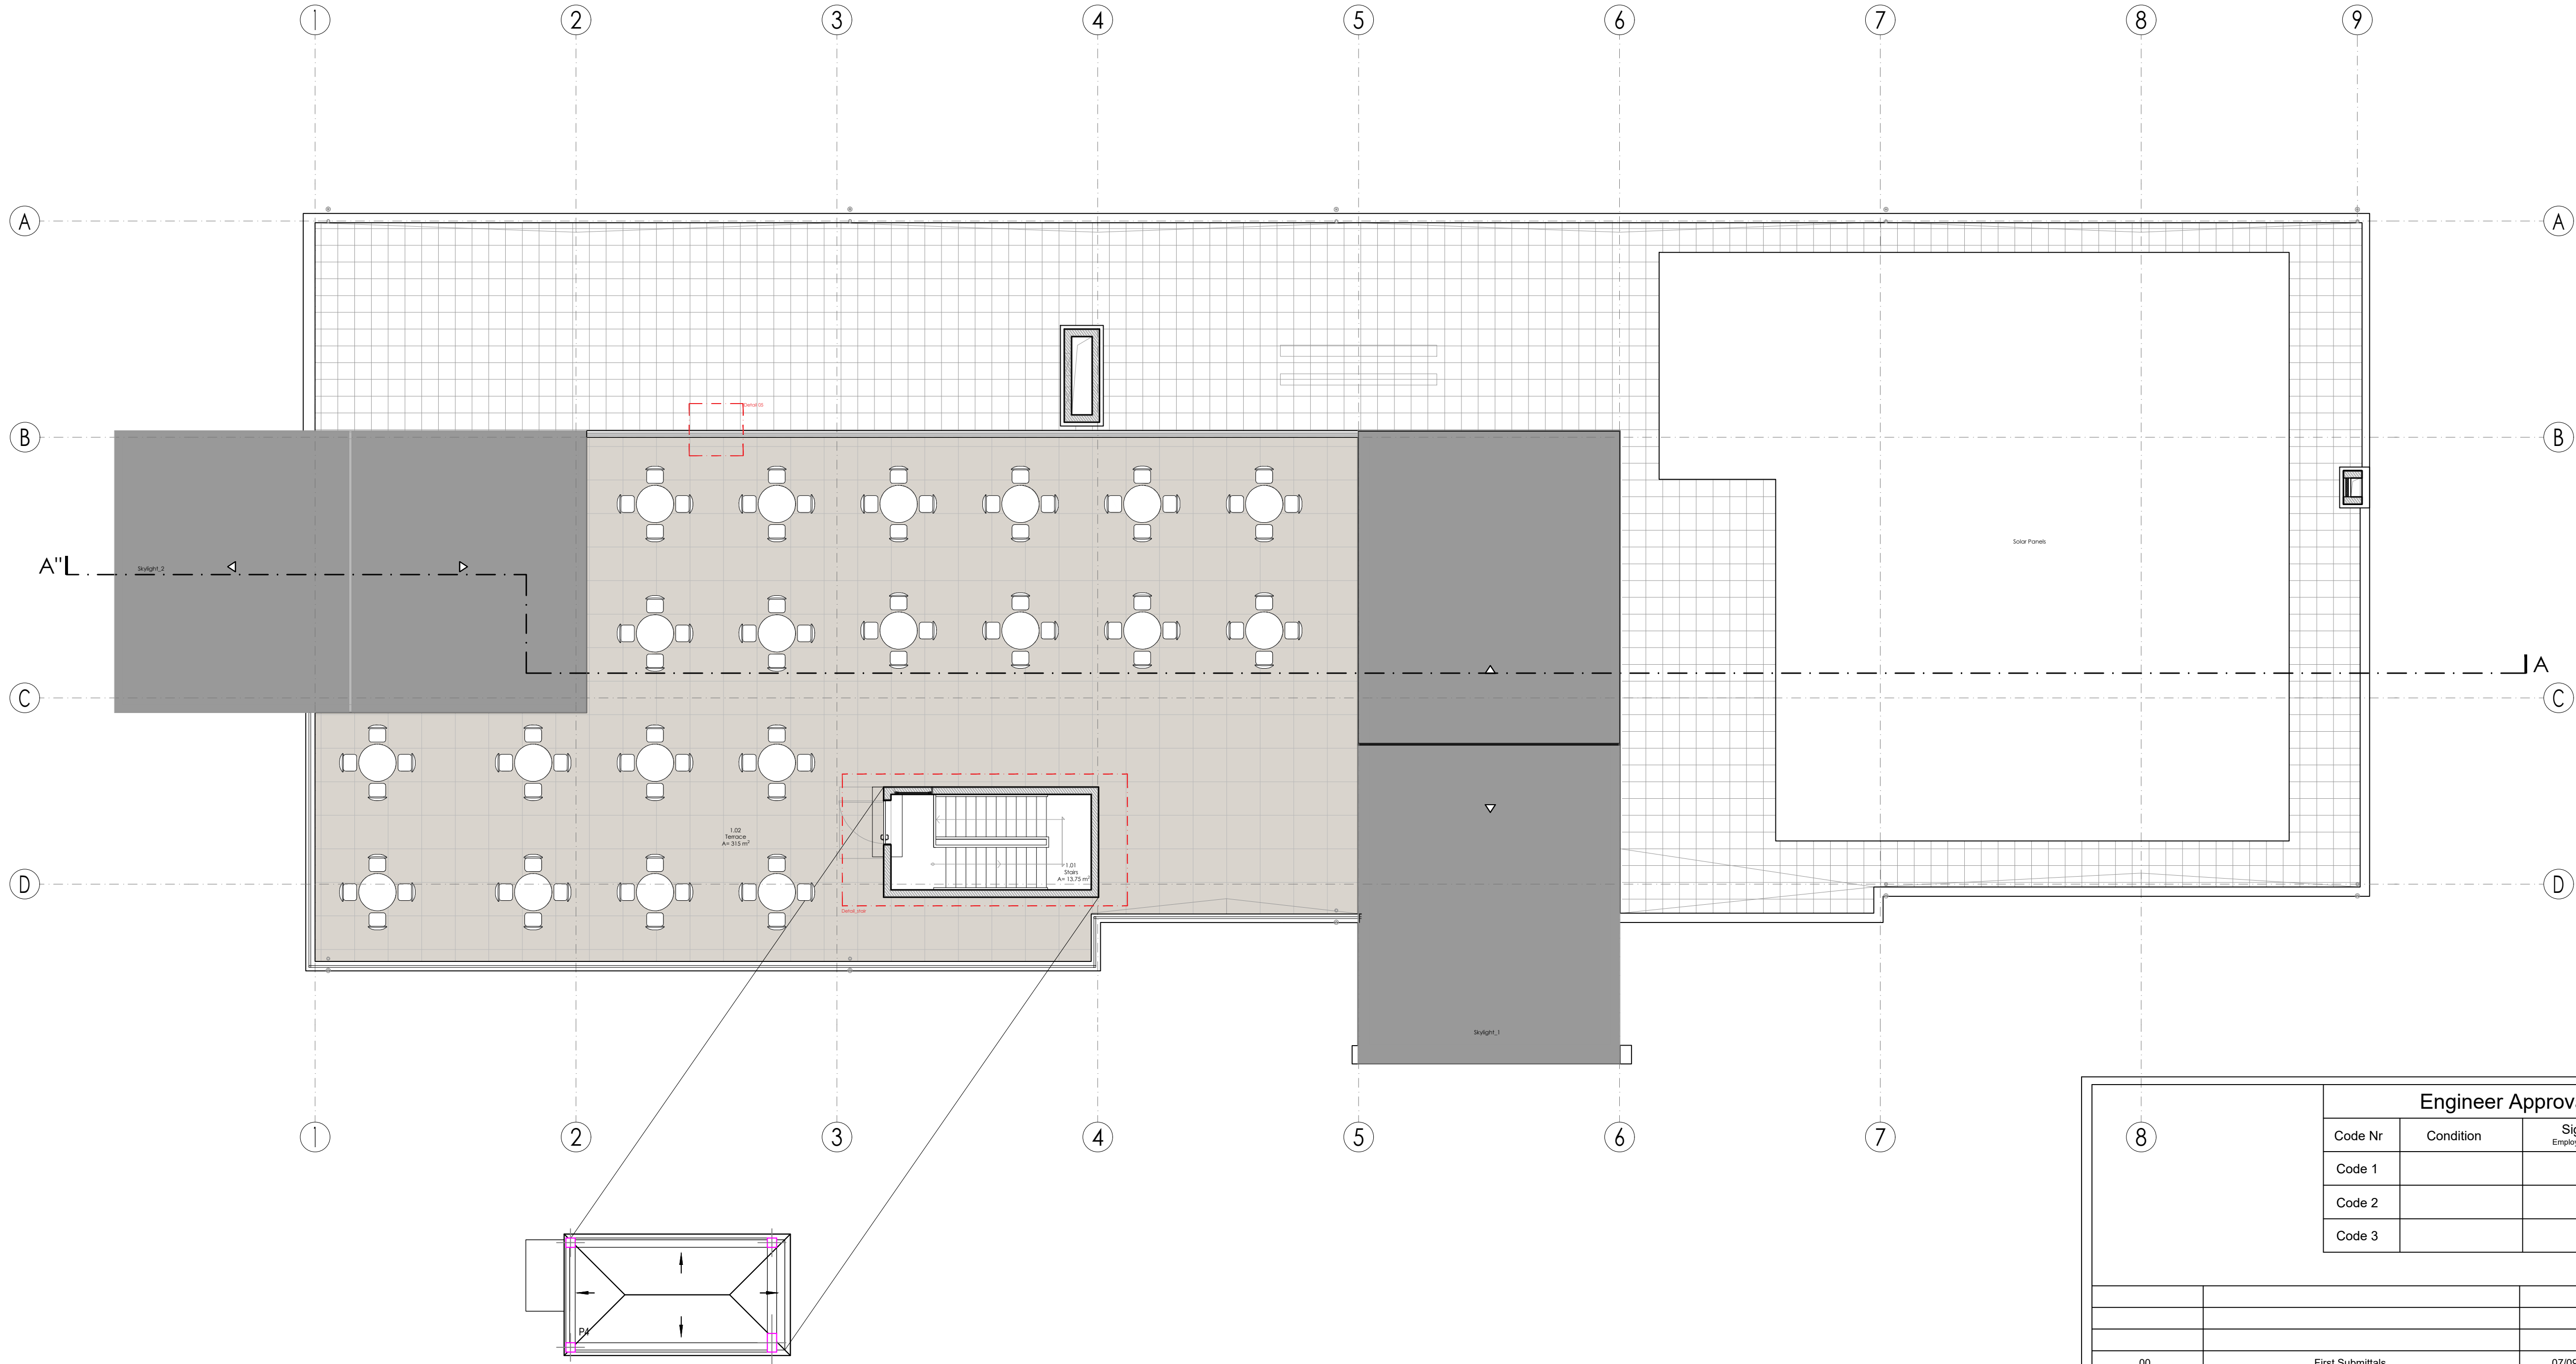 1 2 3 4 5 6 7 8 9
A A
Detail 05
B B
Solar Panels
A"
Skylight_2
A
C C
1.02
Terrace
A= 315 m²
1.01
Stairs
A= 13.75 m²
D D
Skylight_1
1 2 3 4 5 6 7 8
Engineer Approv
Code Nr Condition
Code 1
Code 2
Code 3
P4
00 First Submittals